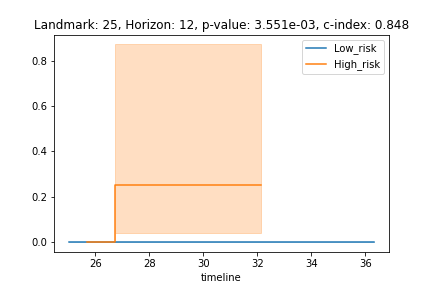 Landmark: 25, Horizon: 12, p-value: 3.551e-03, c-index: 0.848
Low_risk
High_risk
0.8
0.6
0.4
0.2
0.0
26 28 30 32 34 36
timeline